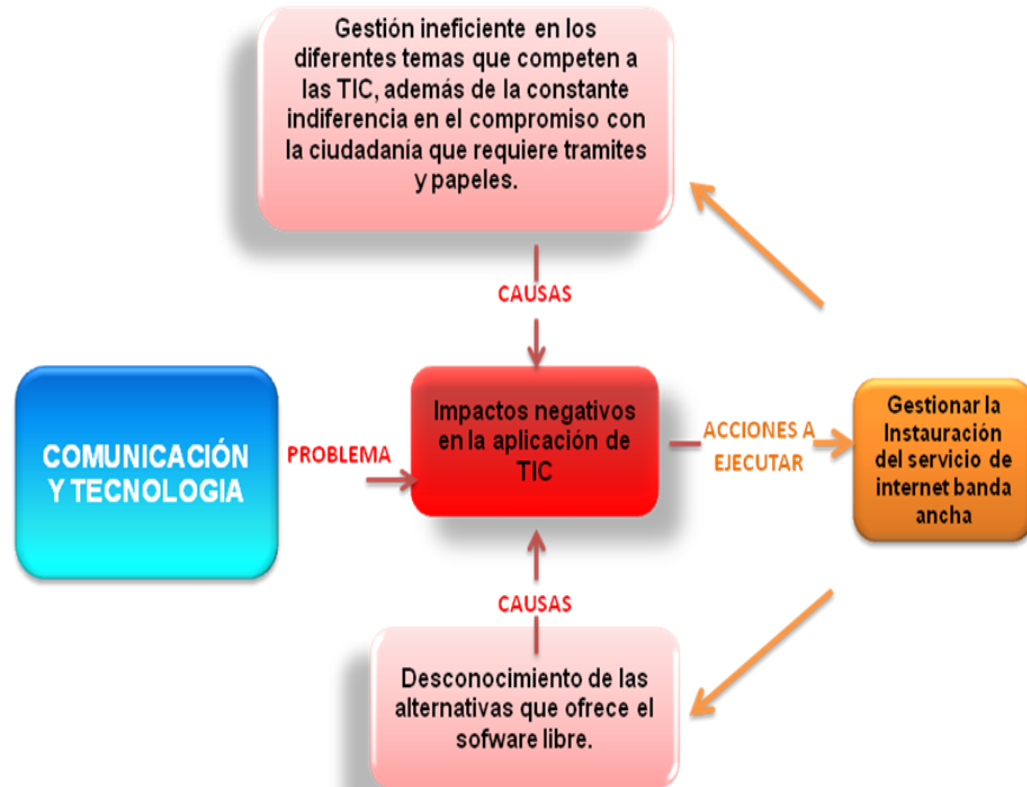 Gestión ineficiente en los
diferentes temas que competen a
las TIC, además de la constante
indiferencia en el compromiso con
la ciudadanía que requiere tramites
y papeles.
CAUSAS
COMUNICACIÓN
Y TECNOLOGIA
PROBLEMA
Impactos negativos
en la aplicación de
TIC
ACCIONES A
EJECUTAR
Gestionar la
Instauración
del servicio de
internet banda
ancha
CAUSAS
Desconocimiento de las
alternativas que ofrece el
sofware libre.